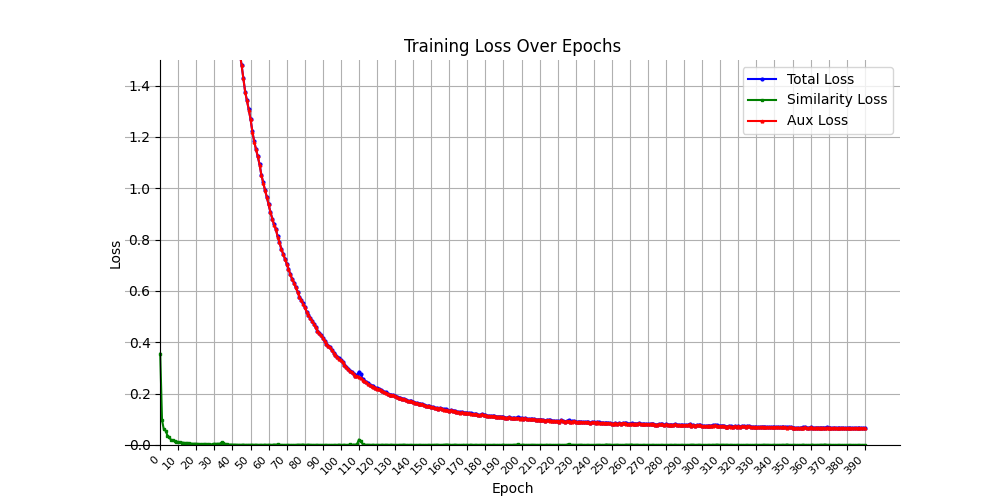 Training Loss Over Epochs
Total Loss
Similarity Loss
Aux Loss
Loss
1.4
1.2
1.0
0.8
0.6
0.4
0.2
0.0
0 10 20 30 40 50 60 70 80 90 100 110 120 130 140 150 160 170 180 190 200 210 220 230 240 250 260 270 280 290 300 310 320 330 340 350 360 370 380 390
Epoch